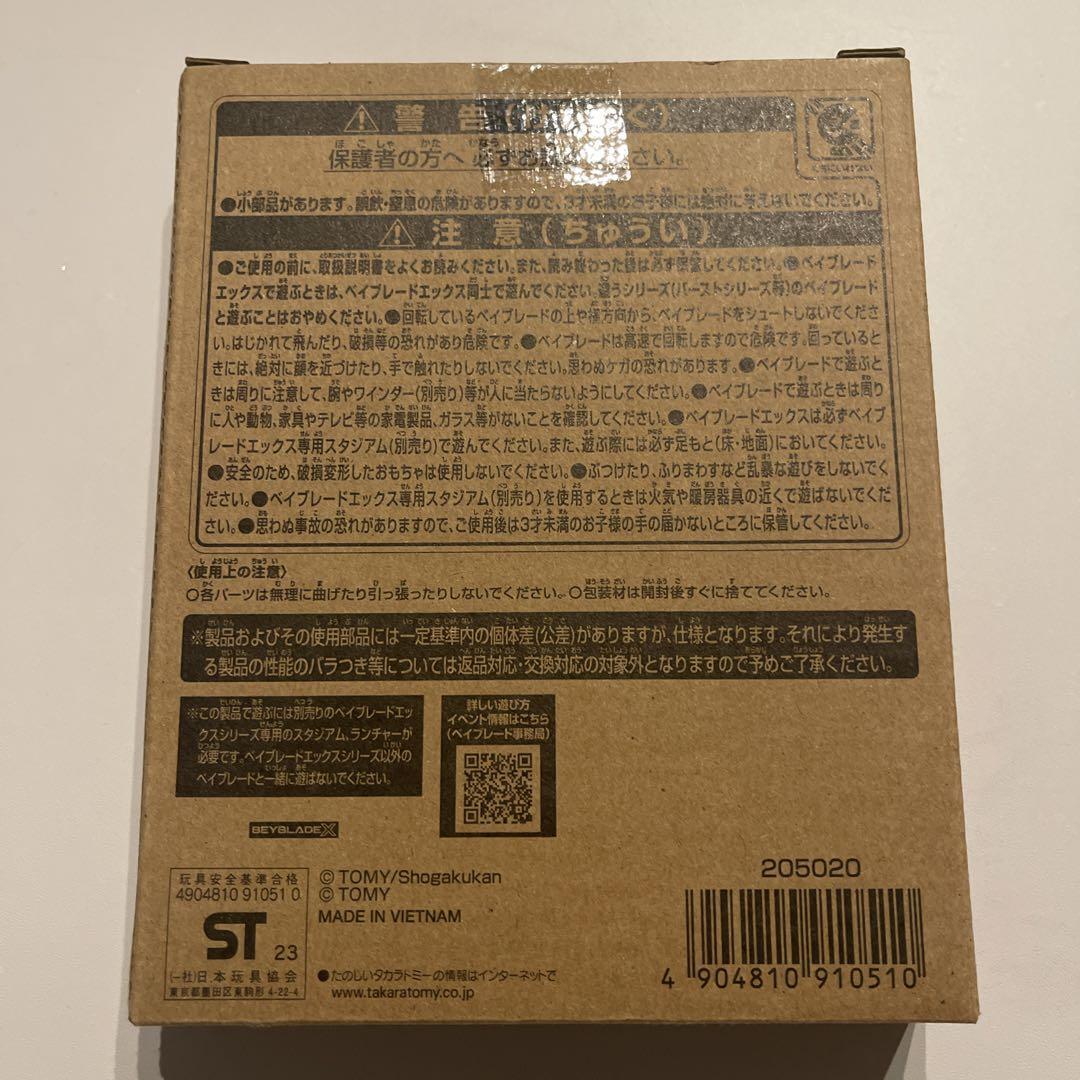 ⚠ 警告
保護者の方へ 必ずお読みください。
●小部品があります。誤飲・窒息の危険がありますので、3才未満のお子様には絶対に与えないでください。
⚠ 注意(ちゅうい)
●ご使用の前に、取扱説明書をよくお読みください。また、読み終わった後は必ず保管してください。●ベイブレード
エックスで遊ぶときは、ベイブレードエックス同士で遊んでください。違うシリーズ(バーストシリーズ等)のベイブレード
と遊ぶことはおやめください。●回転しているベイブレードの上や横方向から、ベイブレードをシュートしないでくださ
い。はじかれて飛んだり、破損等の恐れがあり危険です。●ベイブレードは高速で回転しますので危険です。回っていると
きには、絶対に顔を近づけたり、手で触れたりしないでください。思わぬケガの恐れがあります。●ベイブレードで遊ぶと
きは周りに注意して、腕やワインダー(別売り)等が人に当たらないようにしてください。●ベイブレードで遊ぶときは周り
に人や動物、家具やテレビ等の家電製品、ガラス等がないことを確認してください。●ベイブレードエックスは必ずベイブ
レードエックス専用スタジアム(別売り)で遊んでください。また、遊ぶ際には必ず足もと(床・地面)においてください。
●安全のため、破損変形したおもちゃは使用しないでください。●ぶつけたり、ふりまわすなど乱暴な遊びをしないでく
ださい。●ベイブレードエックス専用スタジアム(別売り)を使用するときは火気や暖房器具の近くで遊ばないでくだ
さい。●思わぬ事故の恐れがありますので、ご使用後は3才未満のお子様の手の届かないところに保管してください。
〈使用上の注意〉
○各パーツは無理に曲げたり引っ張ったりしないでください。○包装材は開封後すぐに捨ててください。
※製品およびその使用部品には一定基準内の個体差(公差)がありますが、仕様となります。それにより発生す
る製品の性能のバラつき等については返品対応・交換対応の対象外となりますので予めご了承ください。
※この製品で遊ぶには別売りのベイブレードエッ
クスシリーズ専用のスタジアム、ランチャーが
必要です。ベイブレードエックスシリーズ以外の
ベイブレードと一緒に遊ばないでください。
詳しい遊び方
イベント情報はこちら
(ベイブレード事務局)
BEYBLADE X
玩具安全基準合格
4904810 91051 0
ST 23
(一社)日本玩具協会
東京都墨田区東駒形 4-22-4
© TOMY/Shogakukan
© TOMY
MADE IN VIETNAM
●たのしいタカラトミーの情報はインターネットで
www.takaratomy.co.jp
205020
4 904810 910510